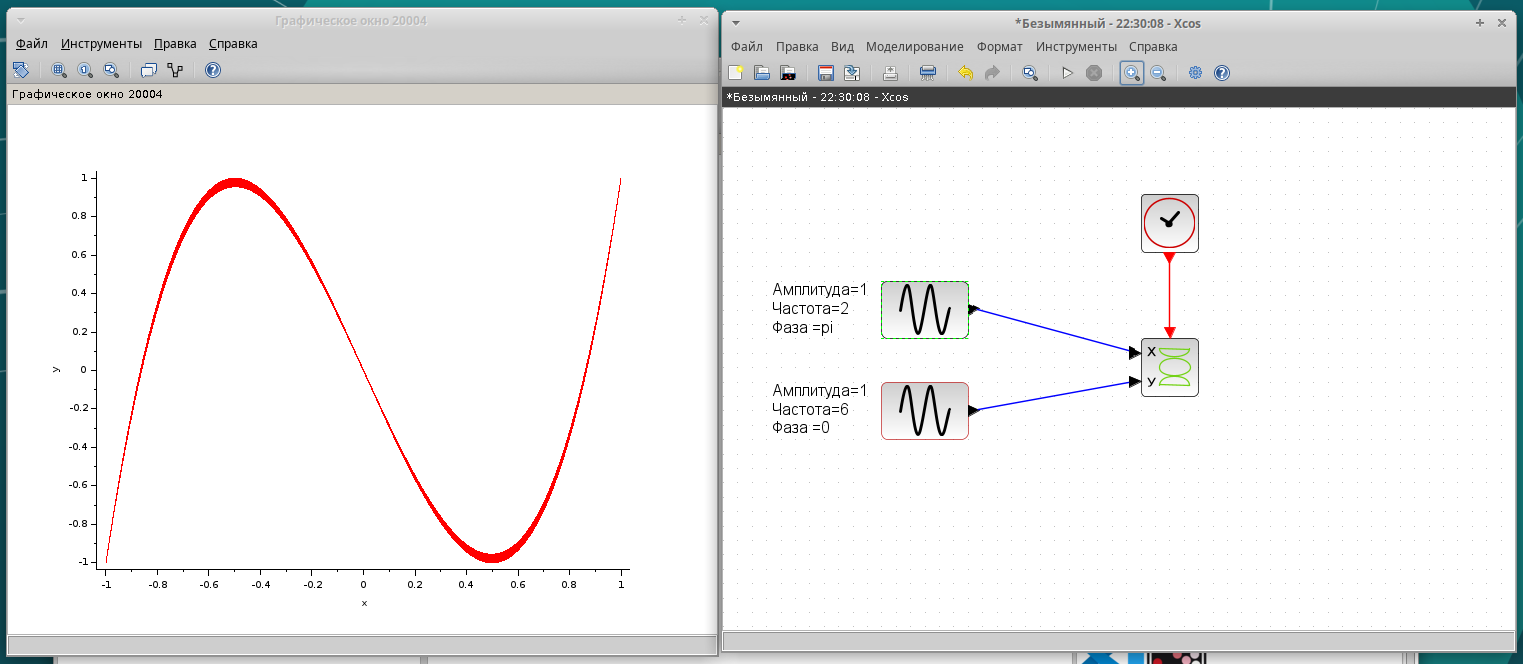 Графическое окно 20004
Файл Инструменты Правка Справка
Графическое окно 20004
1
0.8
0.6
0.4
0.2
0
-0.2
-0.4
-0.6
-0.8
-1
y
-1 -0.8 -0.6 -0.4 -0.2 0 0.2 0.4 0.6 0.8 1
x
*Безымянный - 22:30:08 - Xcos
Файл Правка Вид Моделирование Формат Инструменты Справка
*Безымянный - 22:30:08 - Xcos
Амплитуда=1
Частота=2
Фаза =pi
Амплитуда=1
Частота=6
Фаза =0
X
y